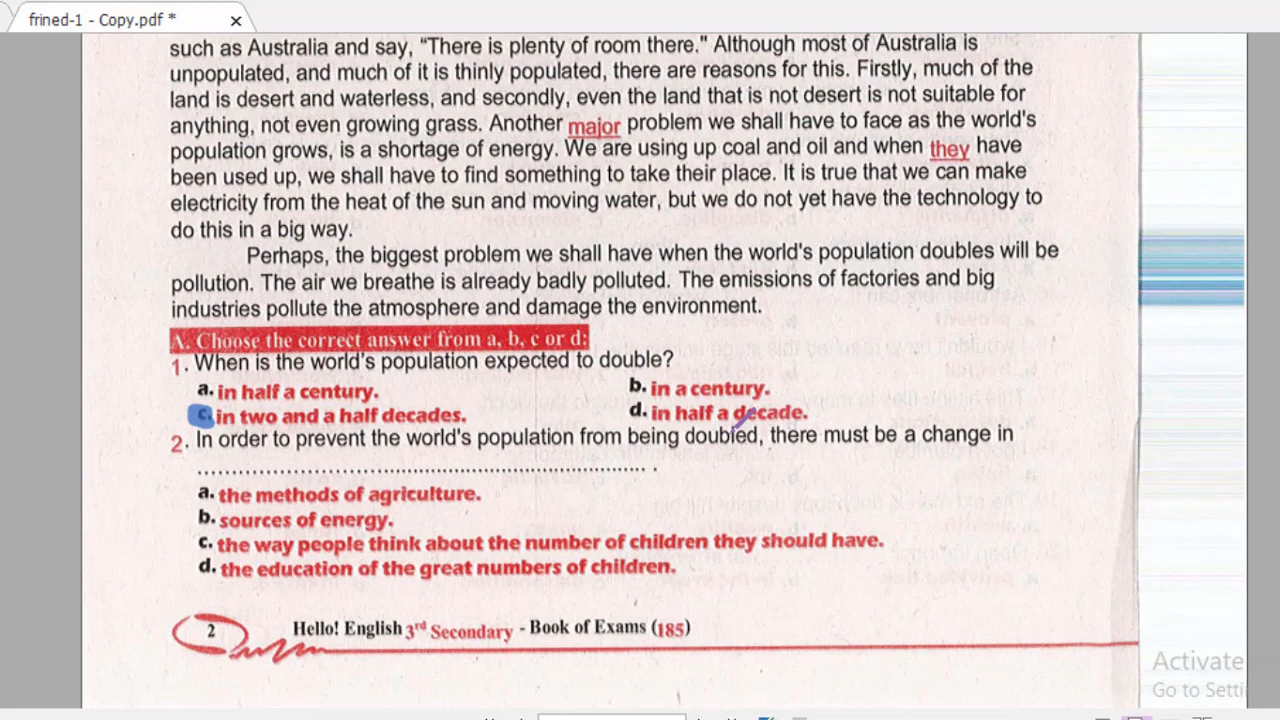 frined-1 - Copy.pdf *
such as Australia and say, "There is plenty of room there." Although most of Australia is
unpopulated, and much of it is thinly populated, there are reasons for this. Firstly, much of the
land is desert and waterless, and secondly, even the land that is not desert is not suitable for
anything, not even growing grass. Another major problem we shall have to face as the world's
population grows, is a shortage of energy. We are using up coal and oil and when they have
been used up, we shall have to find something to take their place. It is true that we can make
electricity from the heat of the sun and moving water, but we do not yet have the technology to
do this in a big way.
Perhaps, the biggest problem we shall have when the world's population doubles will be
pollution. The air we breathe is already badly polluted. The emissions of factories and big
industries pollute the atmosphere and damage the environment.
A. Choose the correct answer from a, b, c or d:
1. When is the world's population expected to double?
a. in half a century. b. in a century.
c. in two and a half decades. d. in half a decade.
2. In order to prevent the world's population from being doubled, there must be a change in
.................................................................................... .
a. the methods of agriculture.
b. sources of energy.
c. the way people think about the number of children they should have.
d. the education of the great numbers of children.
2 Hello! English 3rd Secondary - Book of Exams (185)
Activate
Go to Setti